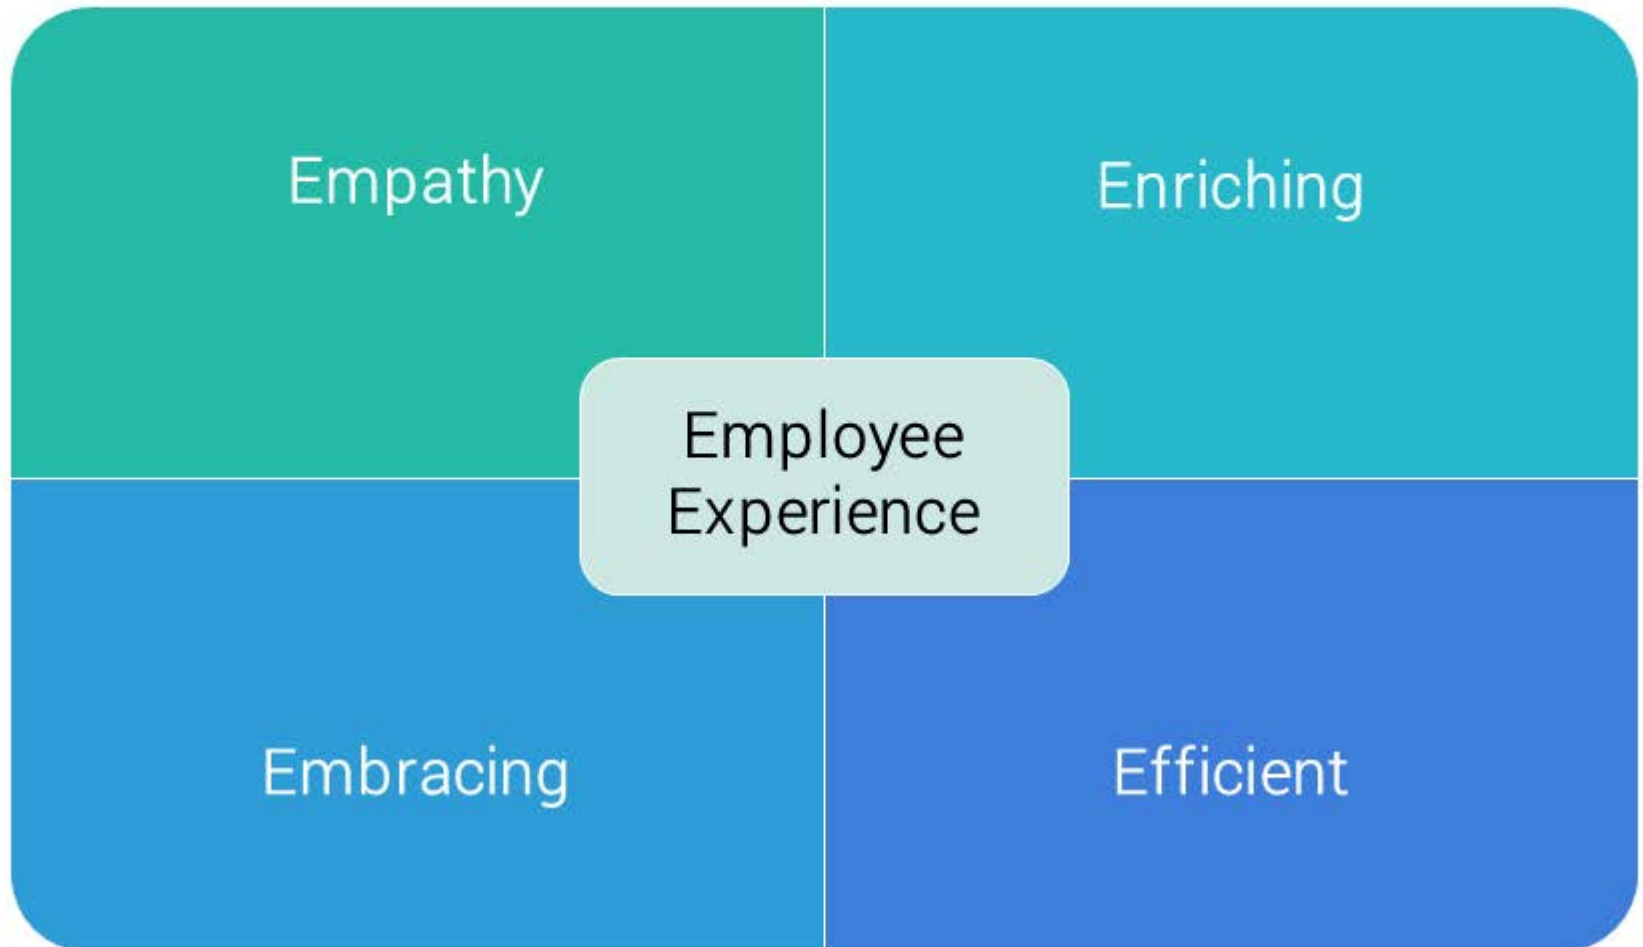 Empathy
Enriching
Employee
Experience
Embracing
Efficient